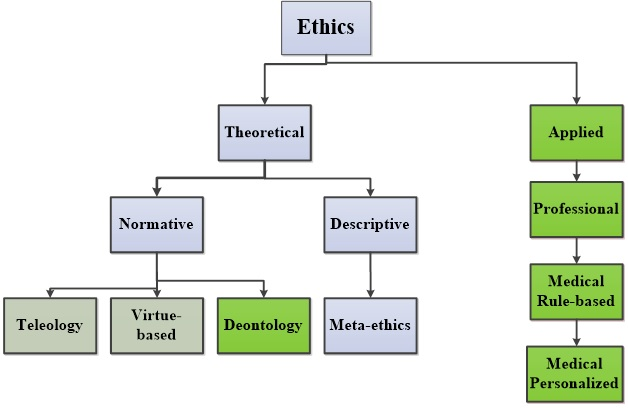 Ethics
Theoretical
Applied
Normative
Descriptive
Professional
Teleology
Virtue-
based
Deontology
Meta-ethics
Medical
Rule-based
Medical
Personalized